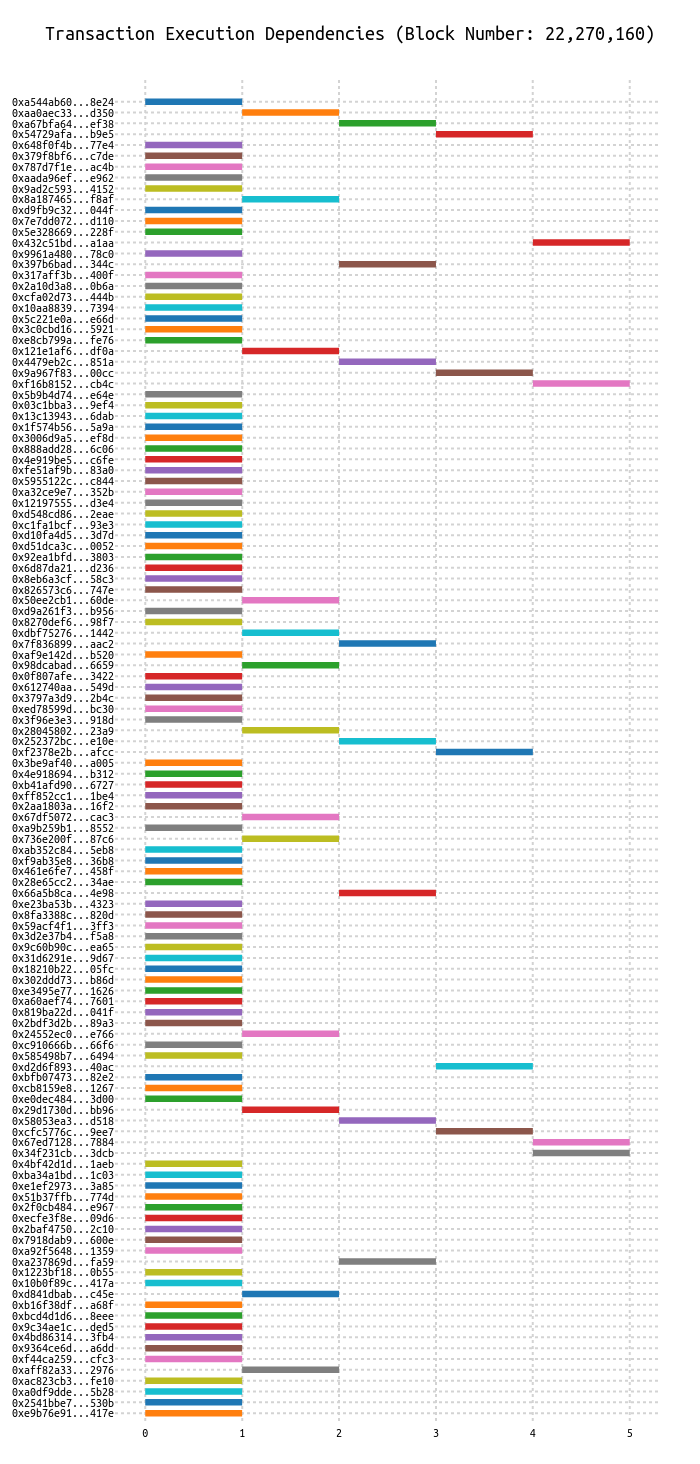 Transaction Execution Dependencies (Block Number: 22,270,160)
0xa544ab60...8e24
0xaa0aec33...d350
0xa67bfa64...ef38
0x54729afa...b9e5
0x648f0f4b...77e4
0x379f8bf6...c7de
0x787d7f1e...ac4b
0xaada96ef...e962
0x9ad2c593...4152
0x8a187465...f8af
0xd9fb9c32...044f
0x7e7dd072...d110
0x5e328669...228f
0x432c51bd...a1aa
0x9961a480...78c0
0x397b6bad...344c
0x317aff3b...400f
0x2a10d3a8...0b6a
0xcfa02d73...444b
0x10aa8839...7394
0x5c221e0a...e66d
0x3c0cbd16...5921
0xe8cb799a...fe76
0x121e1af6...df0a
0x4479eb2c...851a
0x9a967f83...00cc
0xf16b8152...cb4c
0x5b9b4d74...e64e
0x03c1bba3...9ef4
0x13c13943...6dab
0x1f574b56...5a9a
0x3006d9a5...ef8d
0x888add28...6c06
0x4e919be5...c6fe
0xfe51af9b...83a0
0x5955122c...c844
0xa32ce9e7...352b
0x12197555...d3e4
0xd548cd86...2eae
0xc1fa1bcf...93e3
0xd10fa4d5...3d7d
0xd51dca3c...0052
0x92ea1bfd...3803
0x6d87da21...d236
0x8eb6a3cf...58c3
0x826573c6...747e
0x50ee2cb1...60de
0xd9a261f3...b956
0x8270def6...98f7
0xdbf75276...1442
0x7f836899...aac2
0xaf9e142d...b520
0x98dcabad...6659
0x0f807afe...3422
0x612740aa...549d
0x3797a3d9...2b4c
0xed78599d...bc30
0x3f96e3e3...918d
0x28045802...23a9
0x252372bc...e10e
0xf2378e2b...afcc
0x3be9af40...a005
0x4e918694...b312
0xb41afd90...6727
0xff852cc1...1be4
0x2aa1803a...16f2
0x67df5072...cac3
0xa9b259b1...8552
0x736e200f...87c6
0xab352c84...5eb8
0xf9ab35e8...36b8
0x461e6fe7...458f
0x28e65cc2...34ae
0x66a5b8ca...4e98
0xe23ba53b...4323
0x8fa3388c...820d
0x59acf4f1...3ff3
0x3d2e37b4...f5a8
0x9c60b90c...ea65
0x31d6291e...9d67
0x18210b22...05fc
0x302ddd73...b86d
0xe3495e77...1626
0xa60aef74...7601
0x819ba22d...041f
0x2bdf3d2b...89a3
0x24552ec0...e766
0xc910666b...66f6
0x585498b7...6494
0xd2d6f893...40ac
0xbfb07473...82e2
0xcb8159e8...1267
0xe0dec484...3d00
0x29d1730d...bb96
0x58053ea3...d518
0xcfc5776c...9ee7
0x67ed7128...7884
0x34f231cb...3dcb
0x4bf42d1d...1aeb
0xba34a1bd...1c03
0xe1ef2973...3a85
0x51b37ffb...774d
0x2f0cb484...e967
0xecfe3f8e...09d6
0x2baf4750...2c10
0x7918dab9...600e
0xa92f5648...1359
0xa237869d...fa59
0x1223bf18...0b55
0x10b0f89c...417a
0xd841dbab...c45e
0xb16f38df...a68f
0xbcd4d1d6...8eee
0x9c34ae1c...ded5
0x4bd86314...3fb4
0x9364ce6d...a6dd
0xf44ca259...cfc3
0xaff82a33...2976
0xac823cb3...fe10
0xa0df9dde...5b28
0x2541bbe7...530b
0xe9b76e91...417e
0 1 2 3 4 5